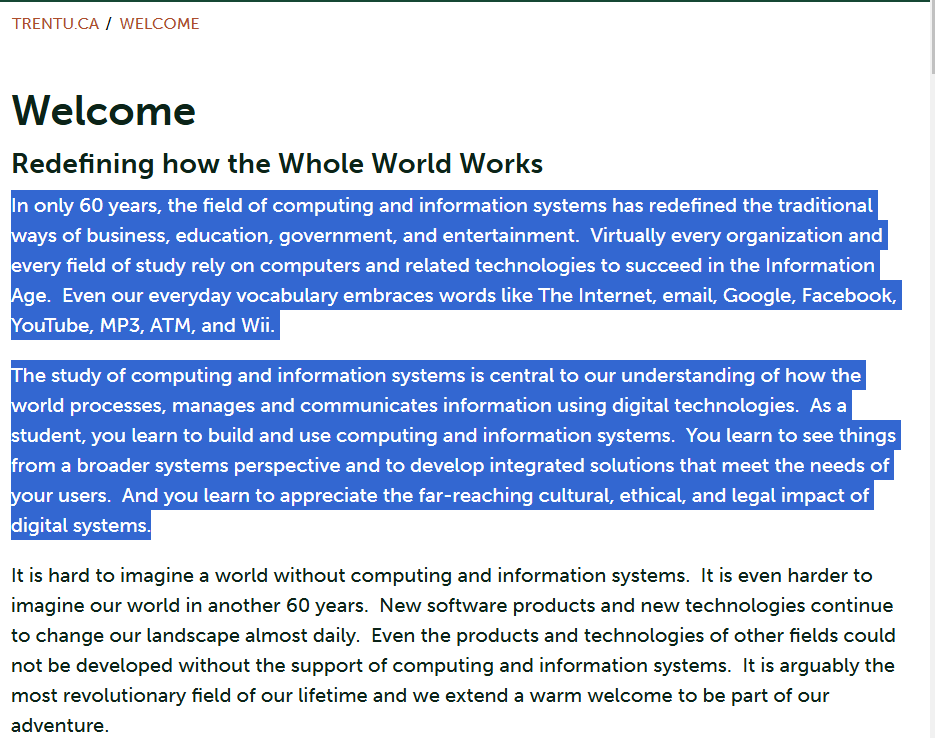 TRENTU.CA / WELCOME
Welcome
Redefining how the Whole World Works
In only 60 years, the field of computing and information systems has redefined the traditional
ways of business, education, government, and entertainment.  Virtually every organization and
every field of study rely on computers and related technologies to succeed in the Information
Age.  Even our everyday vocabulary embraces words like The Internet, email, Google, Facebook,
YouTube, MP3, ATM, and Wii.
The study of computing and information systems is central to our understanding of how the
world processes, manages and communicates information using digital technologies.  As a
student, you learn to build and use computing and information systems.  You learn to see things
from a broader systems perspective and to develop integrated solutions that meet the needs of
your users.  And you learn to appreciate the far-reaching cultural, ethical, and legal impact of
digital systems.
It is hard to imagine a world without computing and information systems.  It is even harder to
imagine our world in another 60 years.  New software products and new technologies continue
to change our landscape almost daily.  Even the products and technologies of other fields could
not be developed without the support of computing and information systems.  It is arguably the
most revolutionary field of our lifetime and we extend a warm welcome to be part of our
adventure.